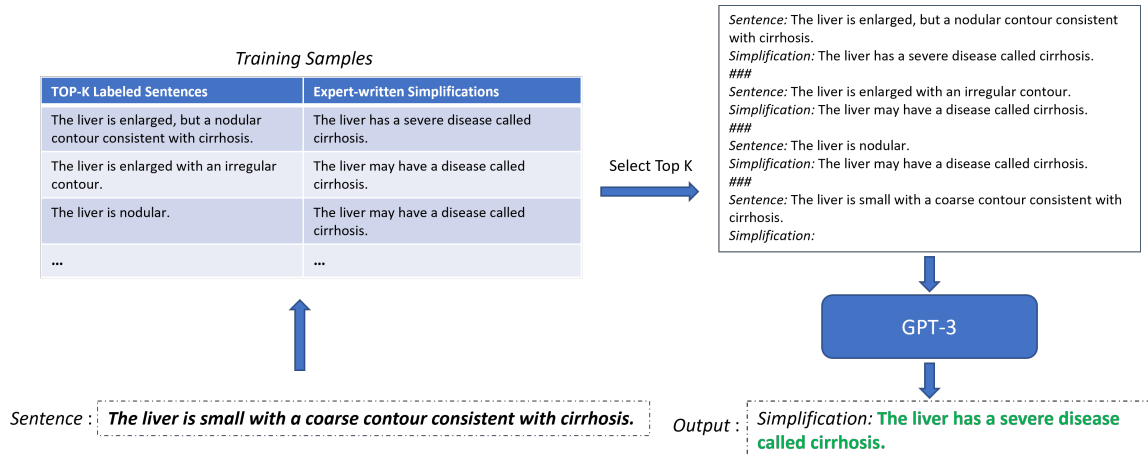 Training Samples
TOP-K Labeled Sentences
Expert-written Simplifications
The liver is enlarged, but a nodular
contour consistent with cirrhosis.
The liver has a severe disease called
cirrhosis.
The liver is enlarged with an irregular
contour.
The liver may have a disease called
cirrhosis.
The liver is nodular.
The liver may have a disease called
cirrhosis.
...
...
Sentence : The liver is small with a coarse contour consistent with cirrhosis.
Select Top K
Sentence: The liver is enlarged, but a nodular contour consistent
with cirrhosis.
Simplification: The liver has a severe disease called cirrhosis.
###
Sentence: The liver is enlarged with an irregular contour.
Simplification: The liver may have a disease called cirrhosis.
###
Sentence: The liver is nodular.
Simplification: The liver may have a disease called cirrhosis.
###
Sentence: The liver is small with a coarse contour consistent with
cirrhosis.
Simplification:
GPT-3
Output : Simplification: The liver has a severe disease
called cirrhosis.